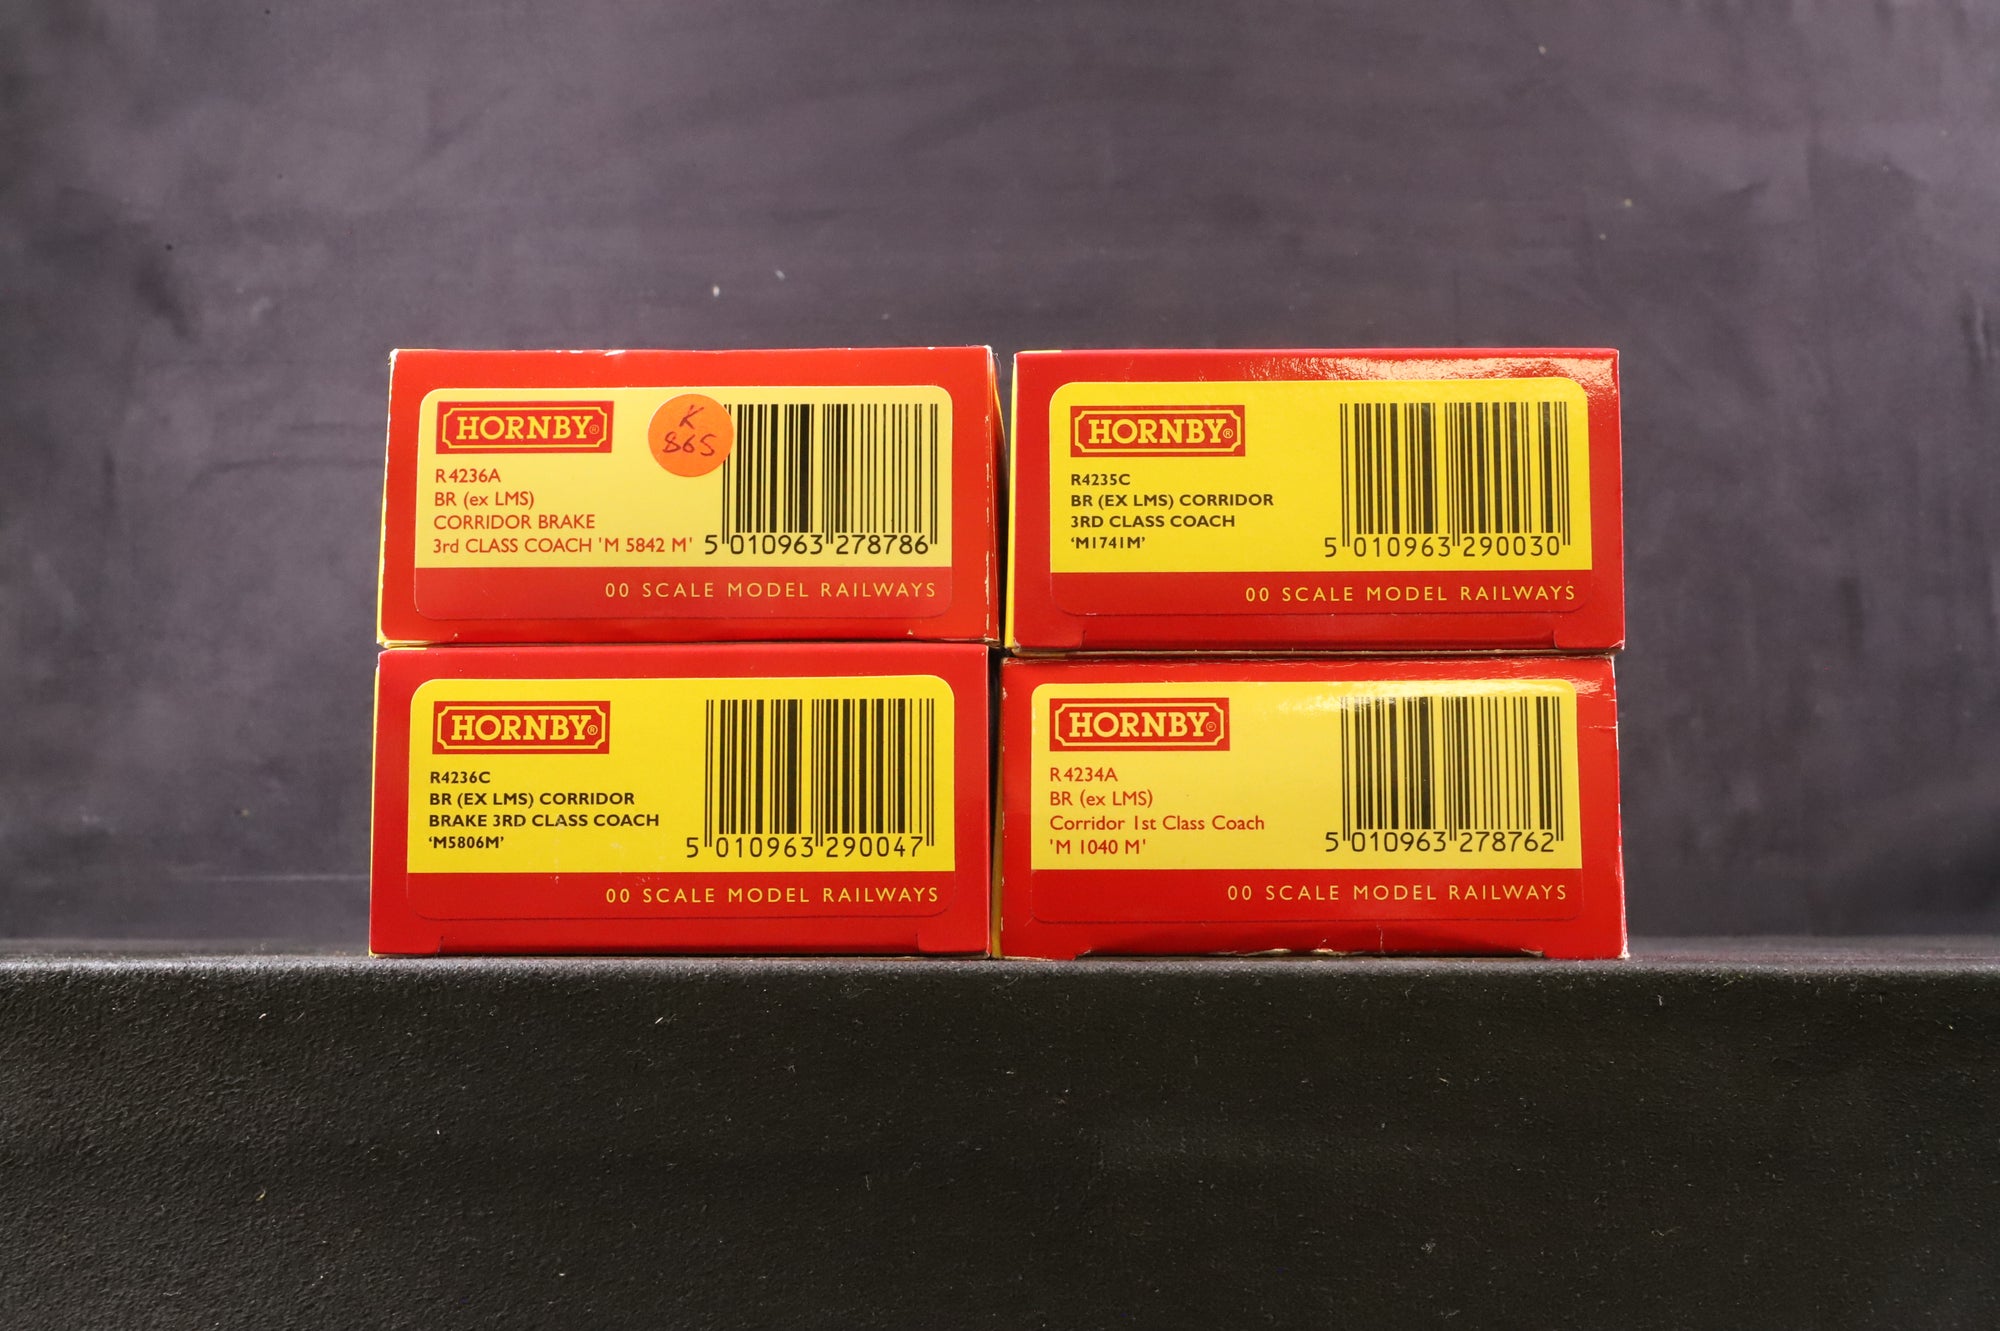 HORNBY®
K
865
R4236A
BR (ex LMS)
CORRIDOR BRAKE
3rd CLASS COACH 'M 5842 M'
5 010963 278786
00 SCALE MODEL RAILWAYS
HORNBY®
R4235C
BR (EX LMS) CORRIDOR
3RD CLASS COACH
‘M1741M’
5 010963 290030
00 SCALE MODEL RAILWAYS
HORNBY®
R4236C
BR (EX LMS) CORRIDOR
BRAKE 3RD CLASS COACH
‘M5806M’
5 010963 290047
00 SCALE MODEL RAILWAYS
HORNBY®
R4234A
BR (ex LMS)
Corridor 1st Class Coach
'M 1040 M'
5 010963 278762
00 SCALE MODEL RAILWAYS